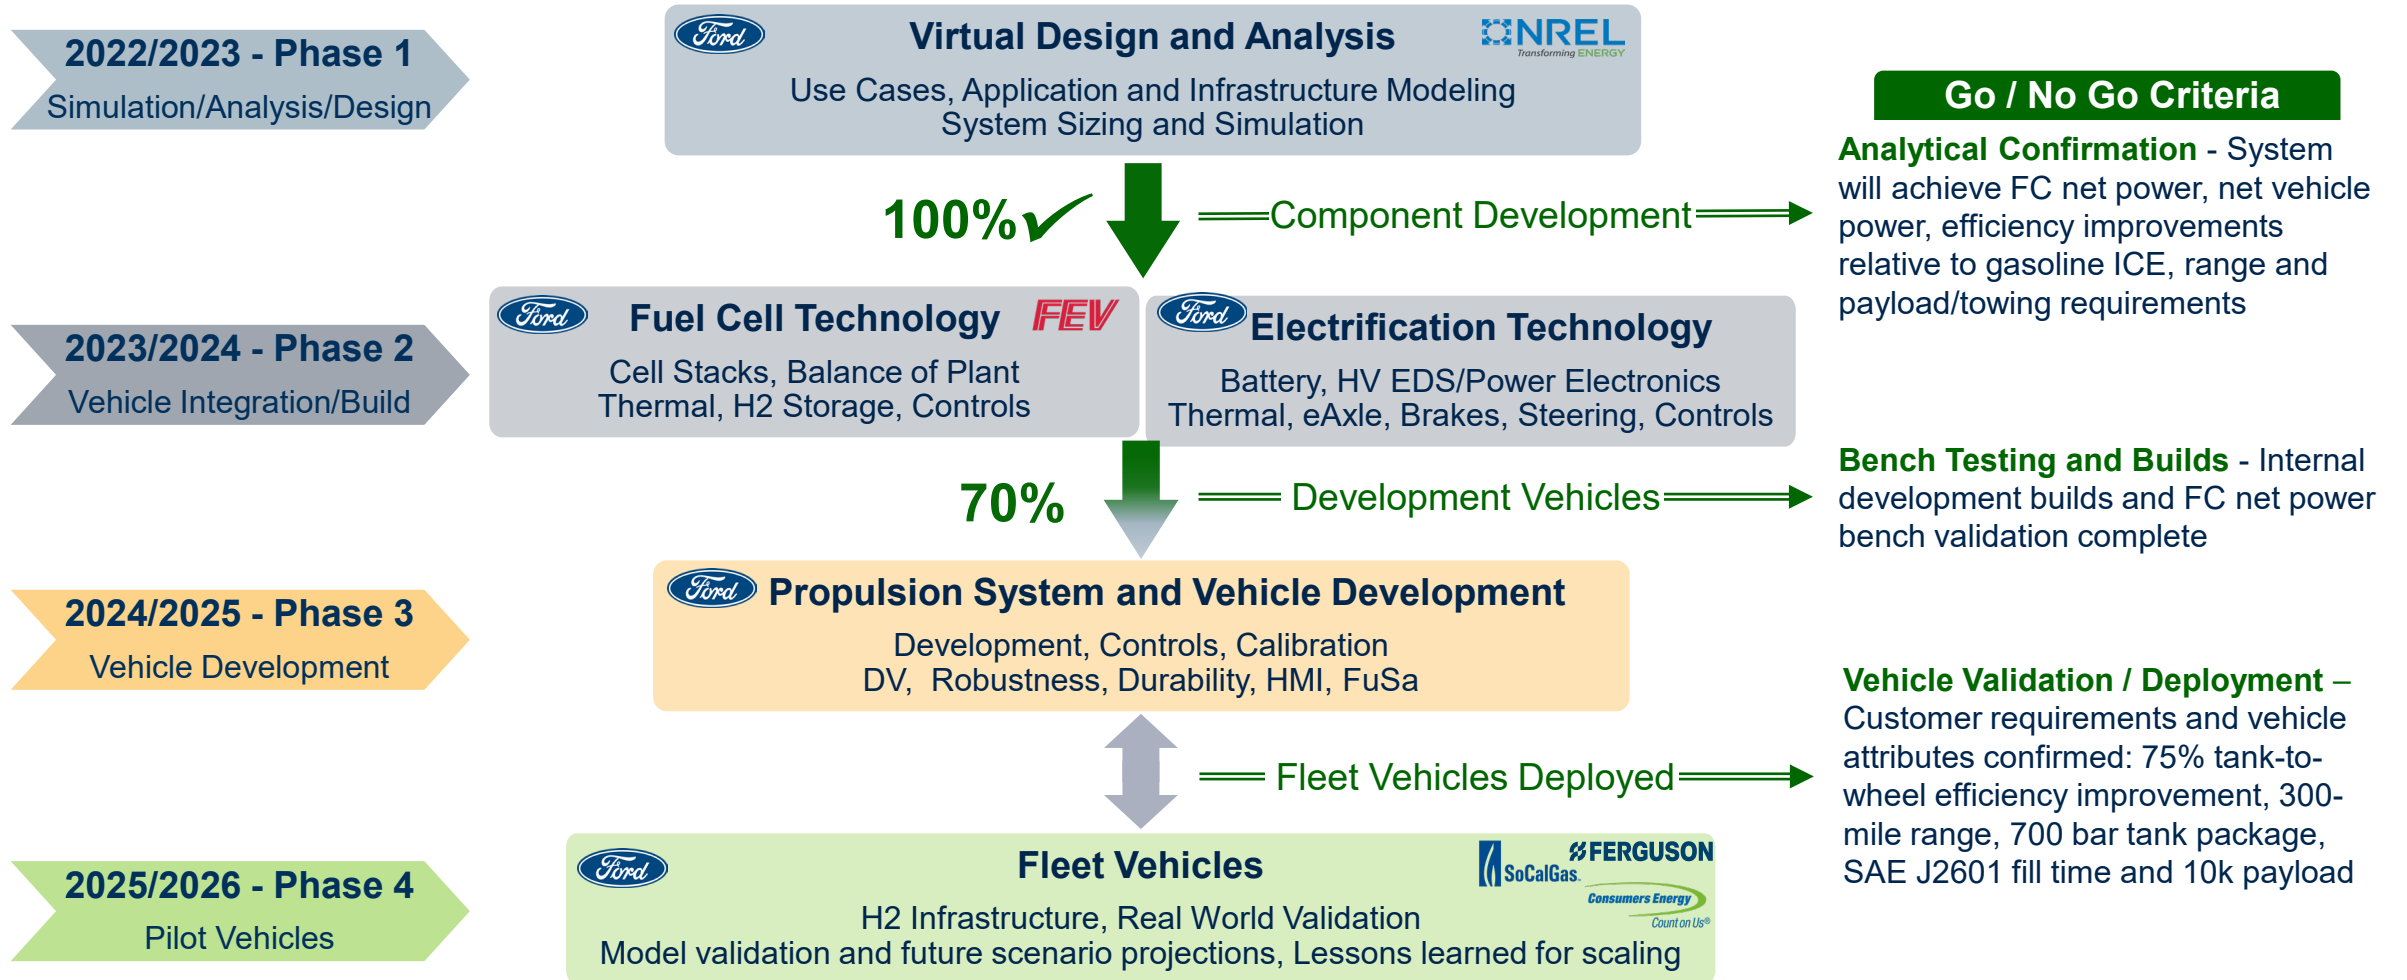 2022/2023 - Phase 1
Simulation/Analysis/Design
Ford
Virtual Design and Analysis
NREL
Transforming ENERGY
Use Cases, Application and Infrastructure Modeling
System Sizing and Simulation
100%✓
Component Development
Go / No Go Criteria
Analytical Confirmation - System
will achieve FC net power, net vehicle
power, efficiency improvements
relative to gasoline ICE, range and
payload/towing requirements
2023/2024 - Phase 2
Vehicle Integration/Build
Ford
Fuel Cell Technology
FEV
Cell Stacks, Balance of Plant
Thermal, H2 Storage, Controls
Ford
Electrification Technology
Battery, HV EDS/Power Electronics
Thermal, eAxle, Brakes, Steering, Controls
70%
Development Vehicles
Bench Testing and Builds - Internal
development builds and FC net power
bench validation complete
2024/2025 - Phase 3
Vehicle Development
Ford
Propulsion System and Vehicle Development
Development, Controls, Calibration
DV,  Robustness, Durability, HMI, FuSa
Fleet Vehicles Deployed
Vehicle Validation / Deployment –
Customer requirements and vehicle
attributes confirmed: 75% tank-to-
wheel efficiency improvement, 300-
mile range, 700 bar tank package,
SAE J2601 fill time and 10k payload
2025/2026 - Phase 4
Pilot Vehicles
Ford
Fleet Vehicles
SoCalGas
FERGUSON
Consumers Energy
Count on Us®
H2 Infrastructure, Real World Validation
Model validation and future scenario projections, Lessons learned for scaling